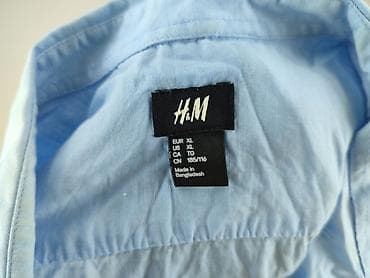 H&M
EUR XL
US XL
CA TG
CN 185/116
Made in
Bangladesh